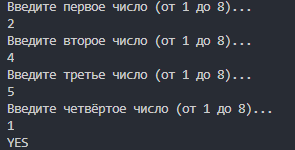 Введите первое число (от 1 до 8)...
2
Введите второе число (от 1 до 8)...
4
Введите третье число (от 1 до 8)...
5
Введите четвёртое число (от 1 до 8)...
1
YES